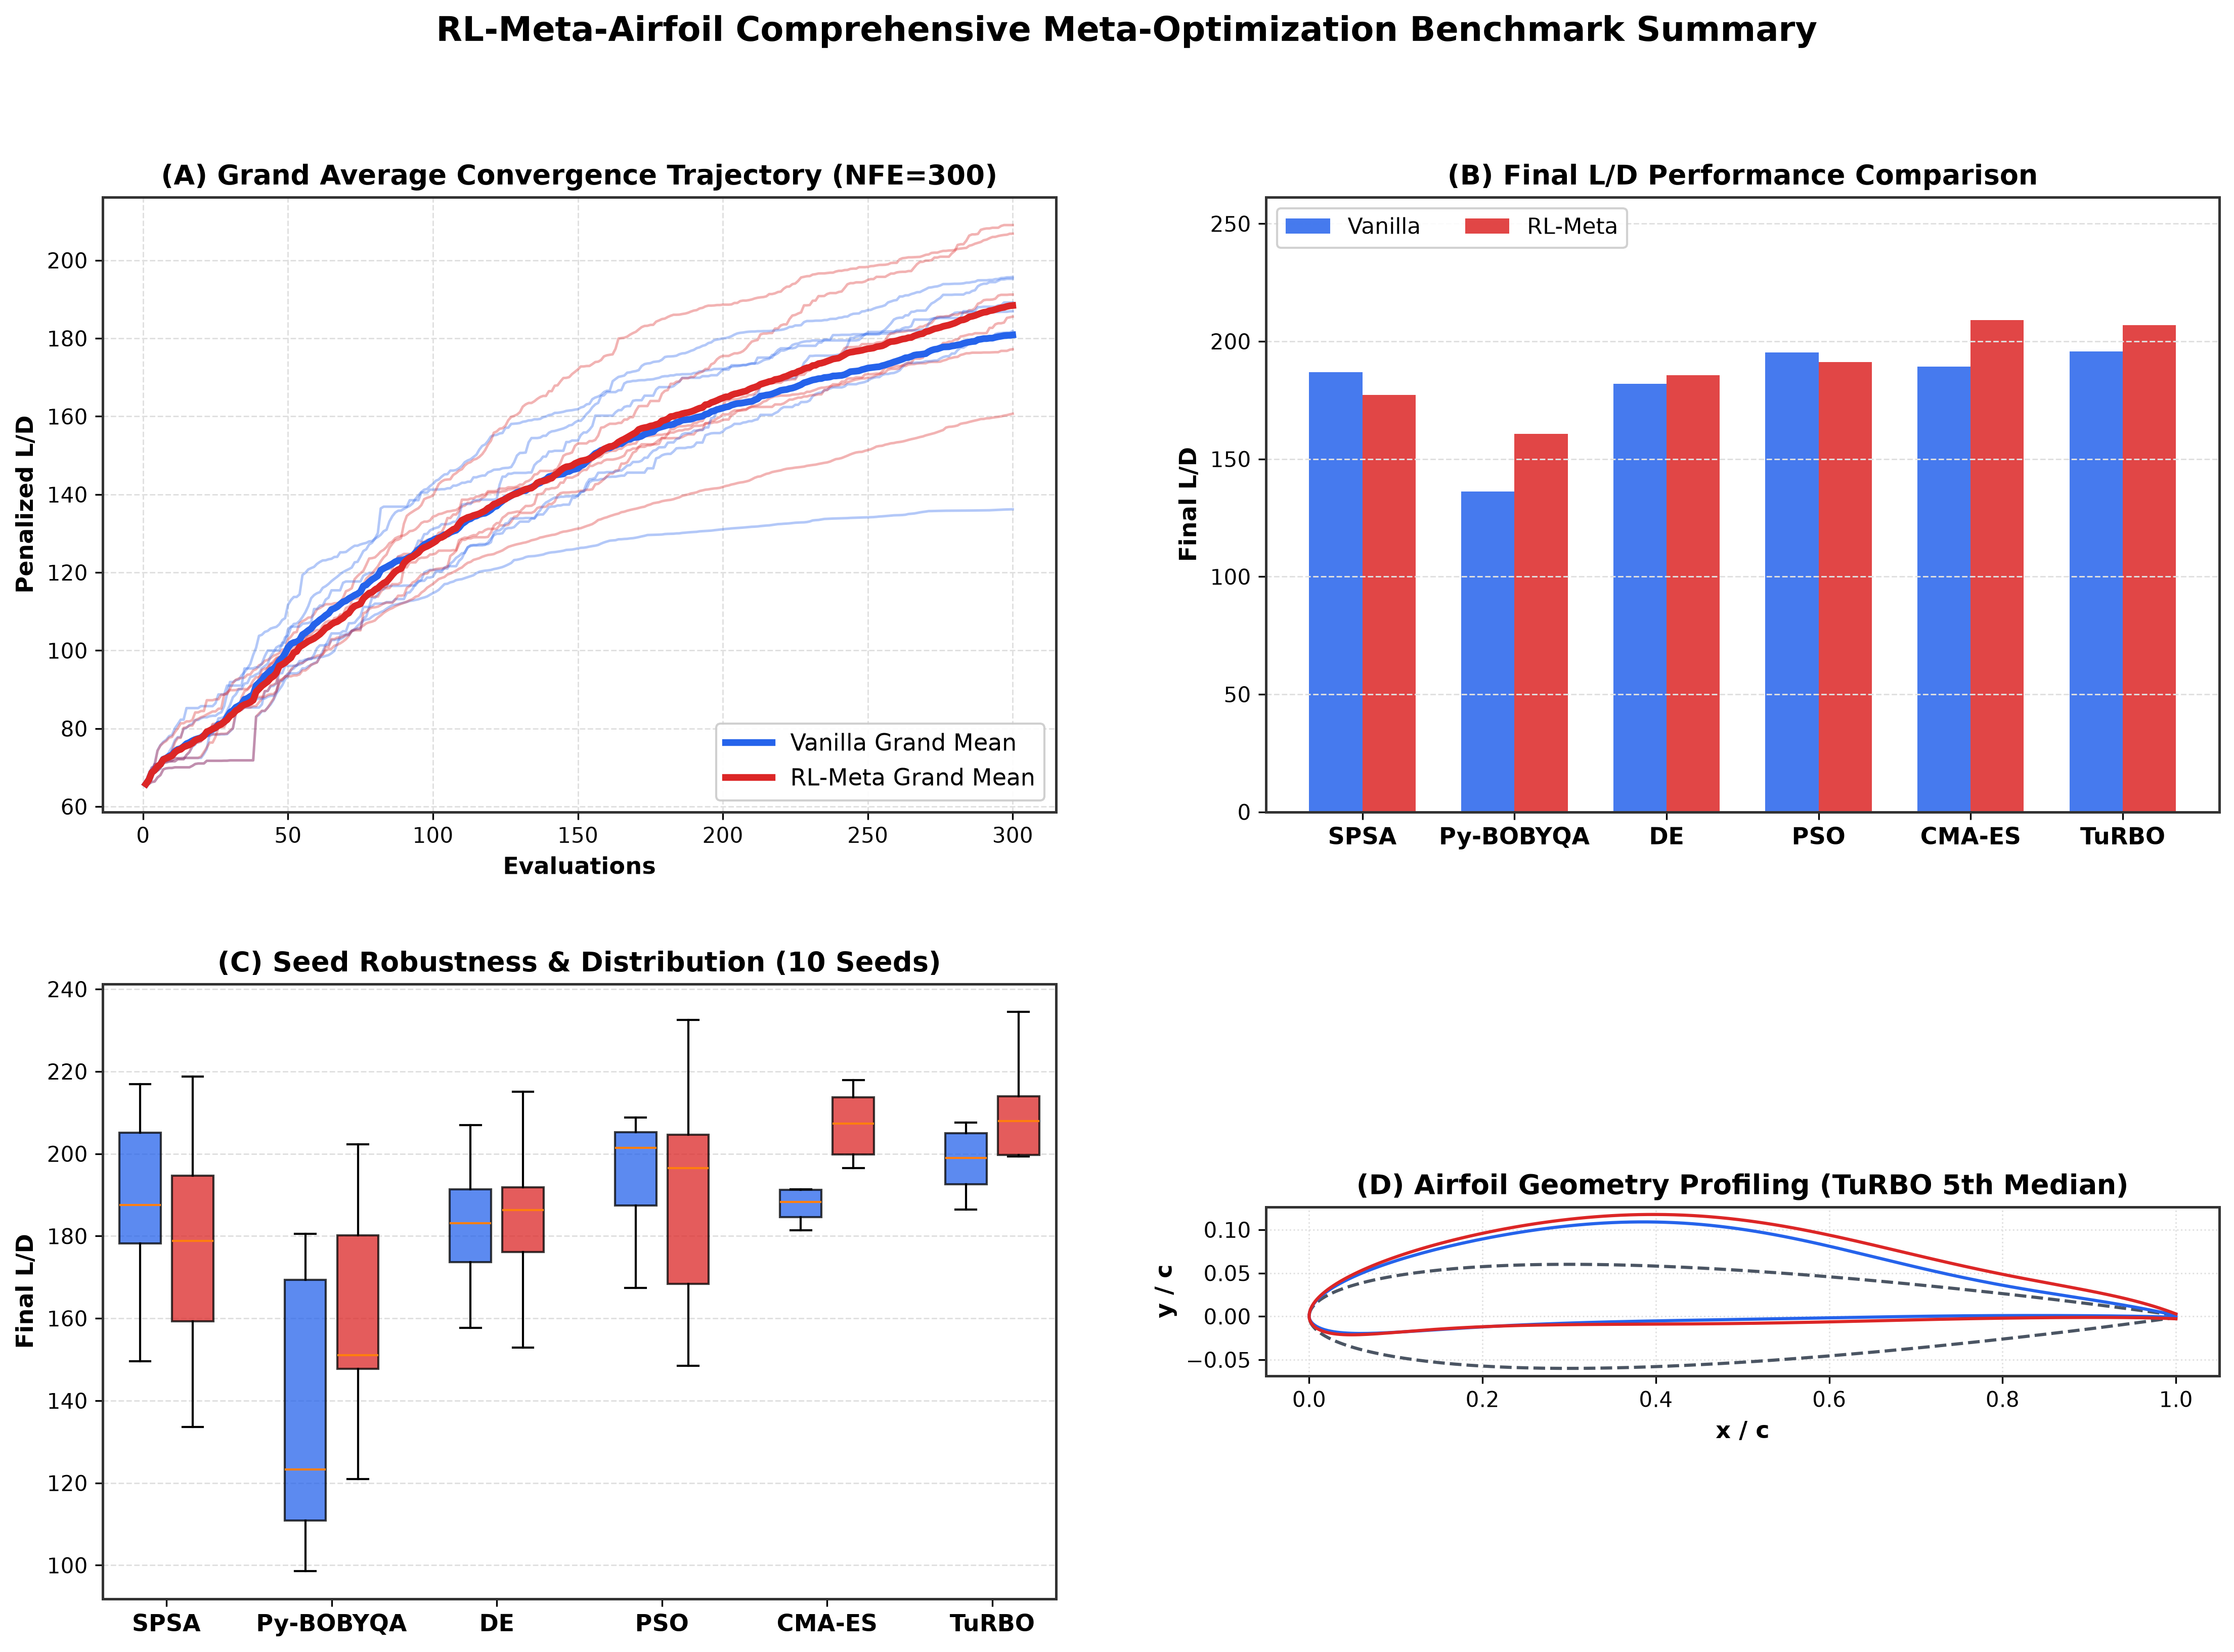 RL-Meta-Airfoil Comprehensive Meta-Optimization Benchmark Summary
(A) Grand Average Convergence Trajectory (NFE=300)
Penalized L/D
200
180
160
140
120
100
80
60
Vanilla Grand Mean
RL-Meta Grand Mean
0 50 100 150 200 250 300
Evaluations
(B) Final L/D Performance Comparison
Vanilla RL-Meta
Final L/D
250
200
150
100
50
0
SPSA Py-BOBYQA DE PSO CMA-ES TuRBO
(C) Seed Robustness & Distribution (10 Seeds)
Final L/D
240
220
200
180
160
140
120
100
SPSA Py-BOBYQA DE PSO CMA-ES TuRBO
(D) Airfoil Geometry Profiling (TuRBO 5th Median)
y / c
0.10
0.05
0.00
−0.05
0.0 0.2 0.4 0.6 0.8 1.0
x / c